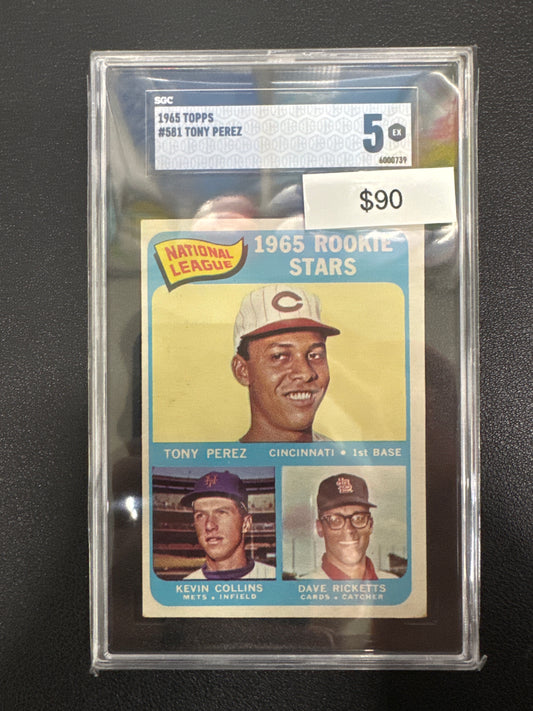 SGC
1965 TOPPS
#581 TONY PEREZ
5 EX
6000739
$90
NATIONAL LEAGUE
1965 ROOKIE
STARS
C
TONY PEREZ CINCINNATI • 1st BASE
KEVIN COLLINS
METS • INFIELD
DAVE RICKETTS
CARDS • CATCHER